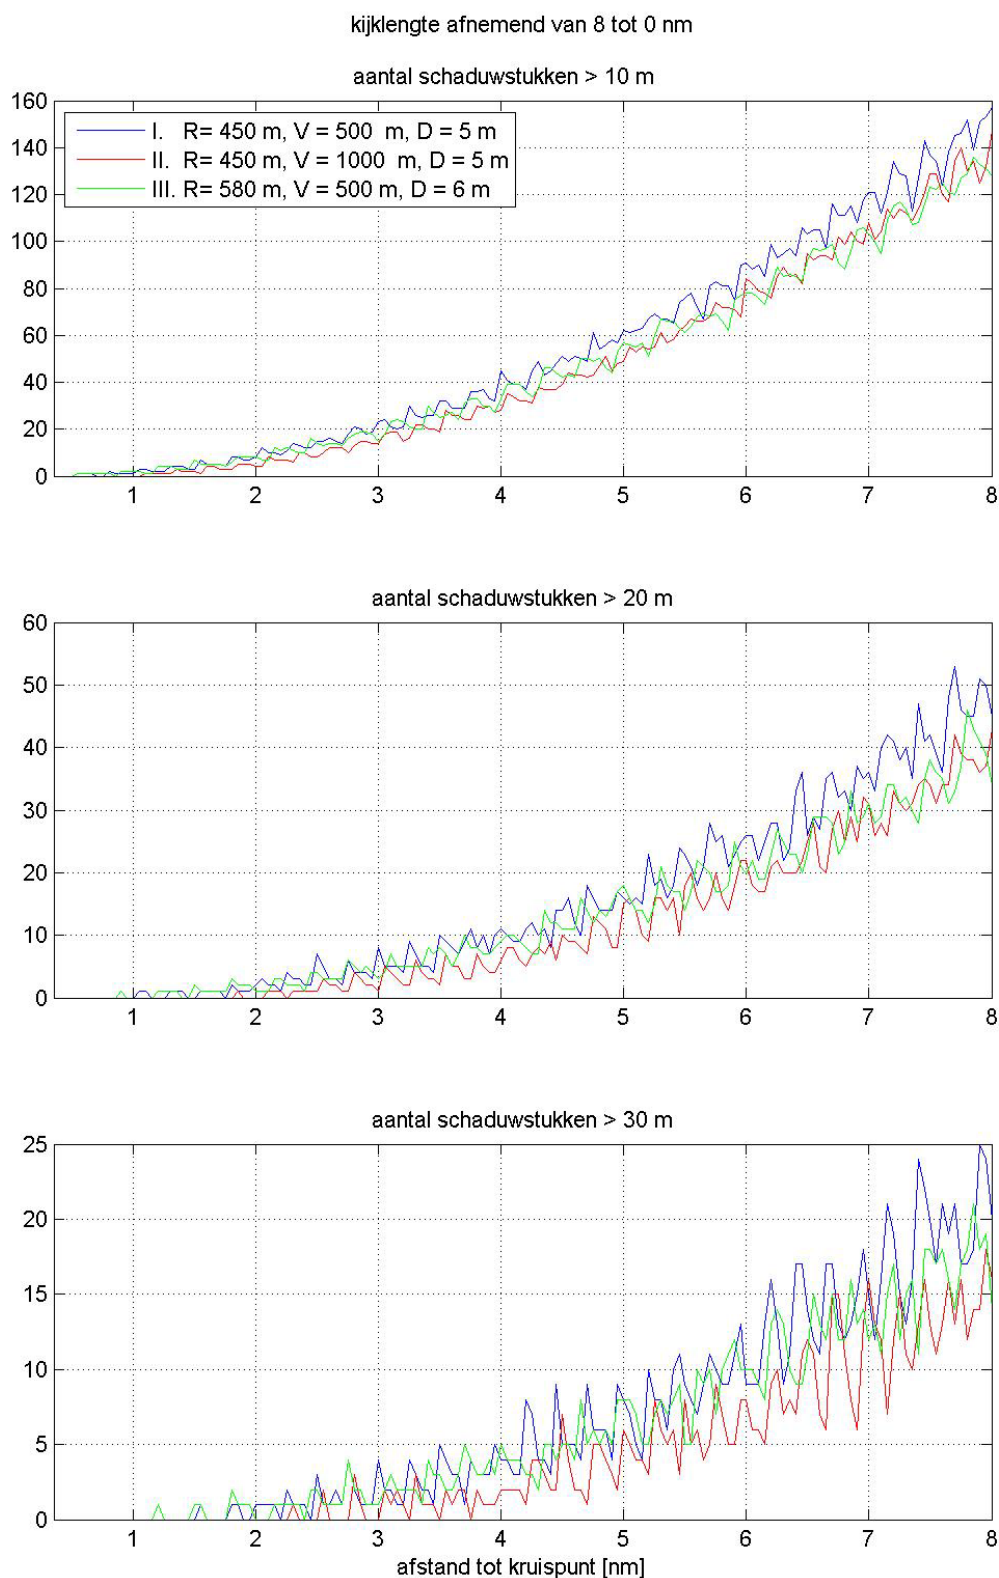 kijklengte afnemend van 8 tot 0 nm
aantal schaduwstukken > 10 m
160
140
120
100
80
60
40
20
0
I. R= 450 m, V = 500 m, D = 5 m
II. R= 450 m, V = 1000 m, D = 5 m
III. R= 580 m, V = 500 m, D = 6 m
1 2 3 4 5 6 7 8
aantal schaduwstukken > 20 m
60
50
40
30
20
10
0
1 2 3 4 5 6 7 8
aantal schaduwstukken > 30 m
25
20
15
10
5
0
1 2 3 4 5 6 7 8
afstand tot kruispunt [nm]